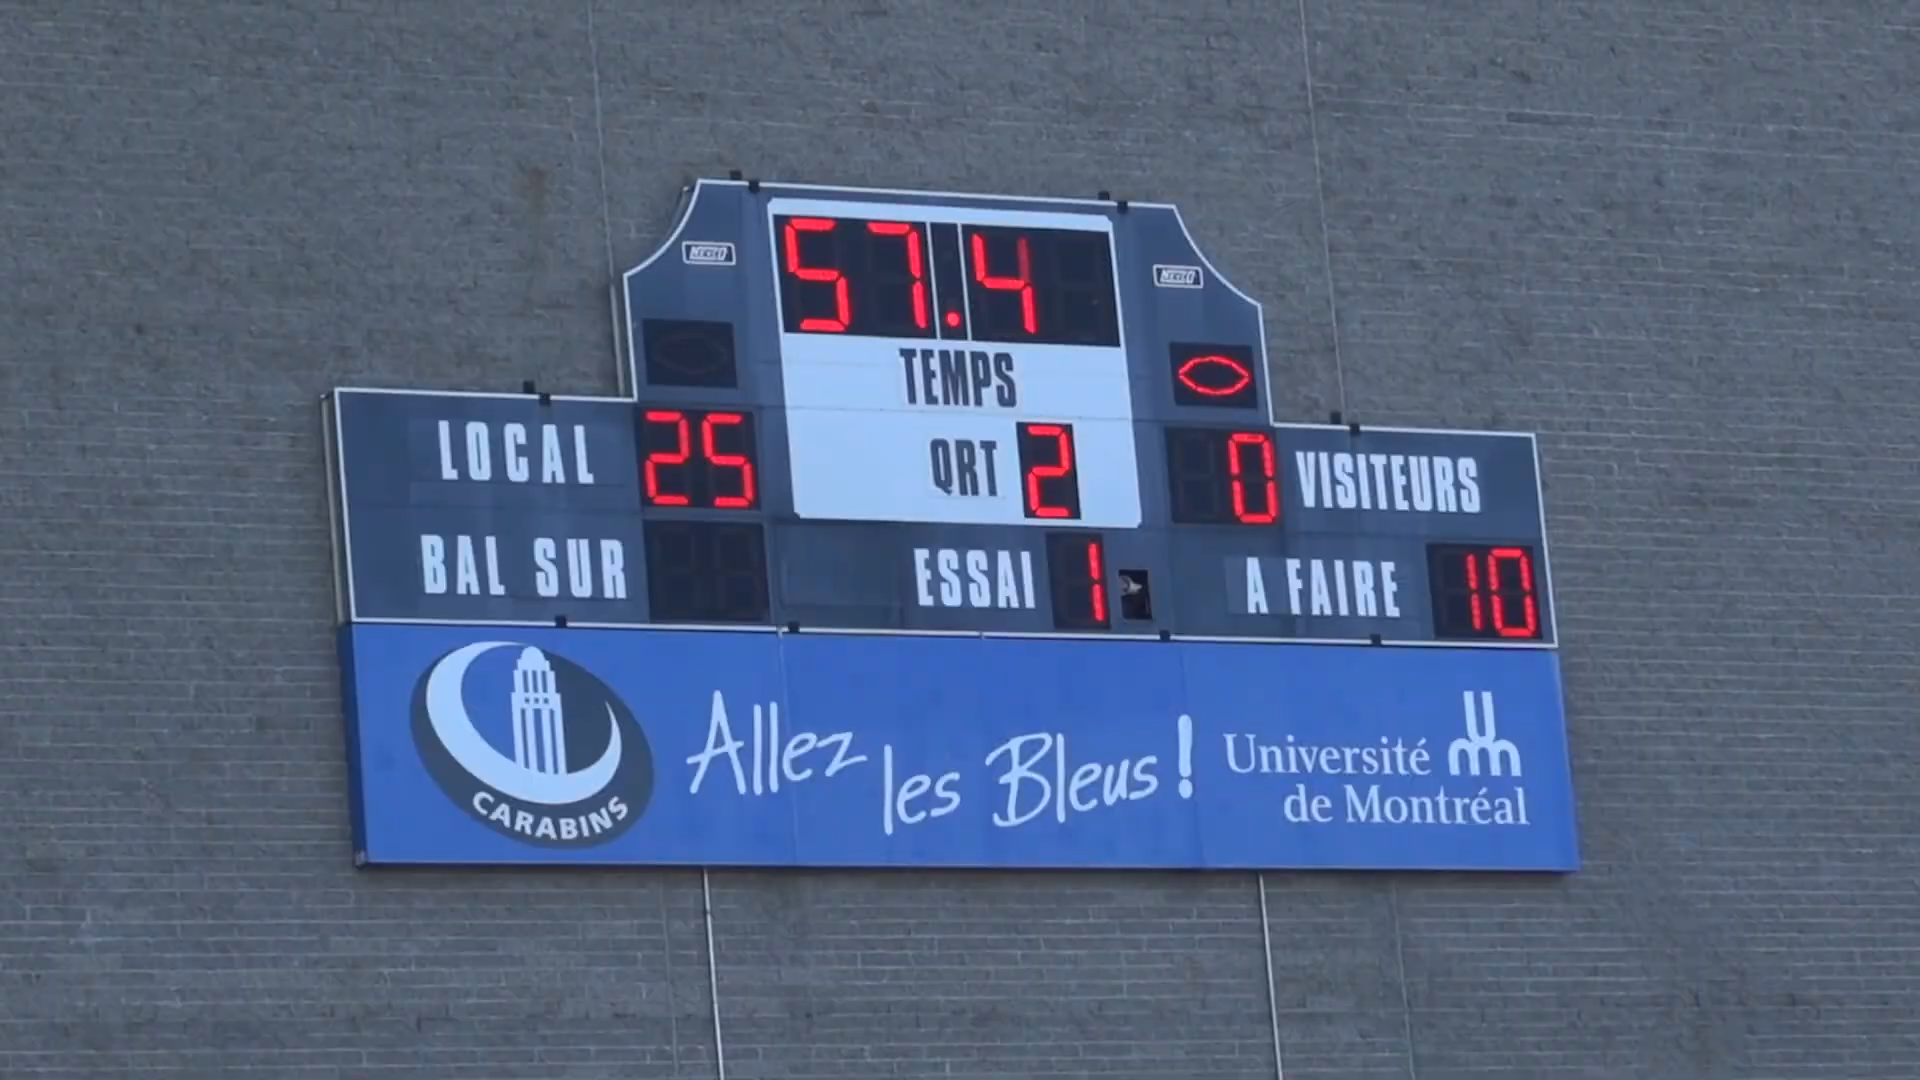 57.4
TEMPS
LOCAL 25 QRT 2 0 VISITEURS
BAL SUR ESSAI 1 A FAIRE 10
CARABINS
Allez les Bleus!
Université
de Montréal